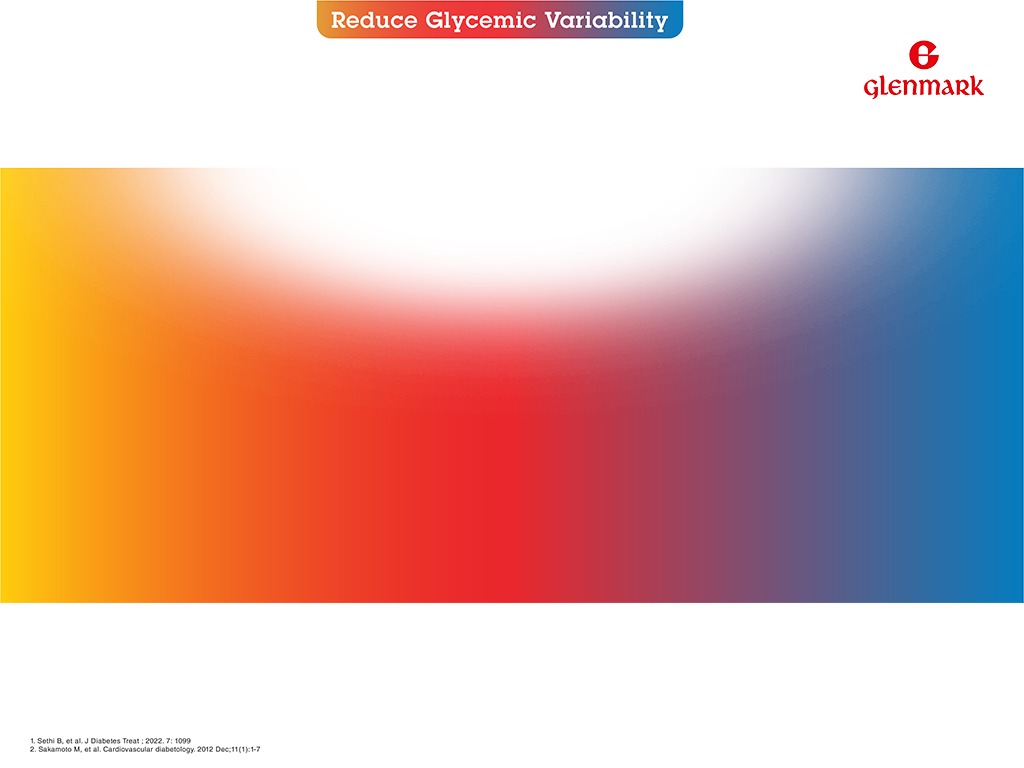 Reduce Glycemic Variability
glenmark
1. Sethi B, et al. J Diabetes Treat ; 2022. 7: 1099
2. Sakamoto M, et al. Cardiovascular diabetology. 2012 Dec;11(1):1-7